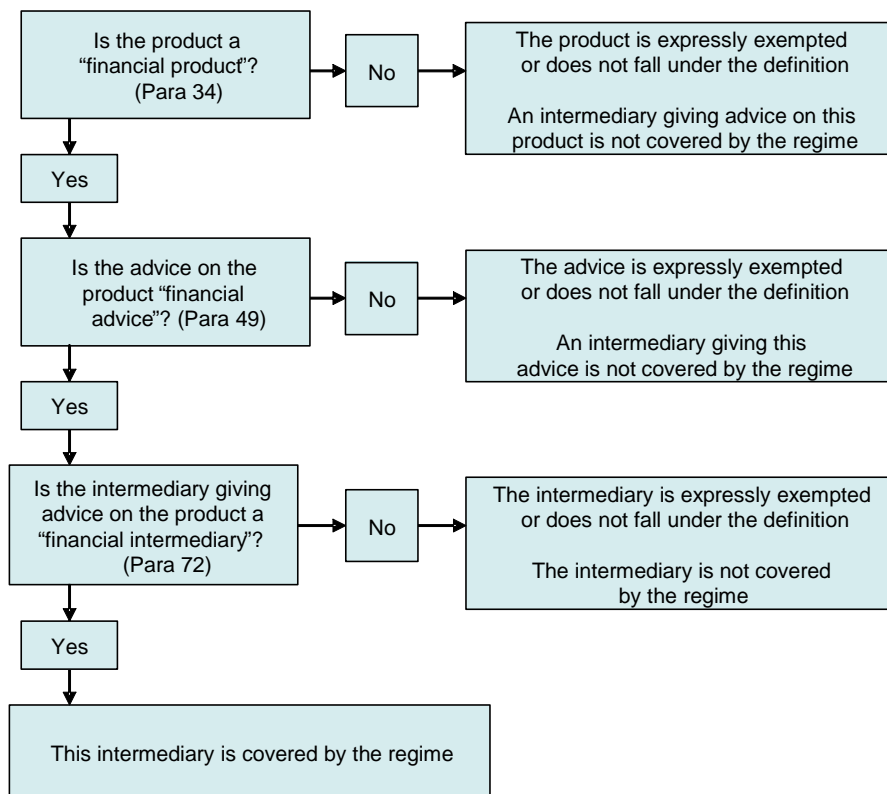 Is the product a
“financial product”?
(Para 34)
No
The product is expressly exempted
or does not fall under the definition
An intermediary giving advice on this
product is not covered by the regime
Yes
Is the advice on the
product “financial
advice”? (Para 49)
No
The advice is expressly exempted
or does not fall under the definition
An intermediary giving this
advice is not covered by the regime
Yes
Is the intermediary giving
advice on the product a
“financial intermediary”?
(Para 72)
No
The intermediary is expressly exempted
or does not fall under the definition
The intermediary is not covered
by the regime
Yes
This intermediary is covered by the regime